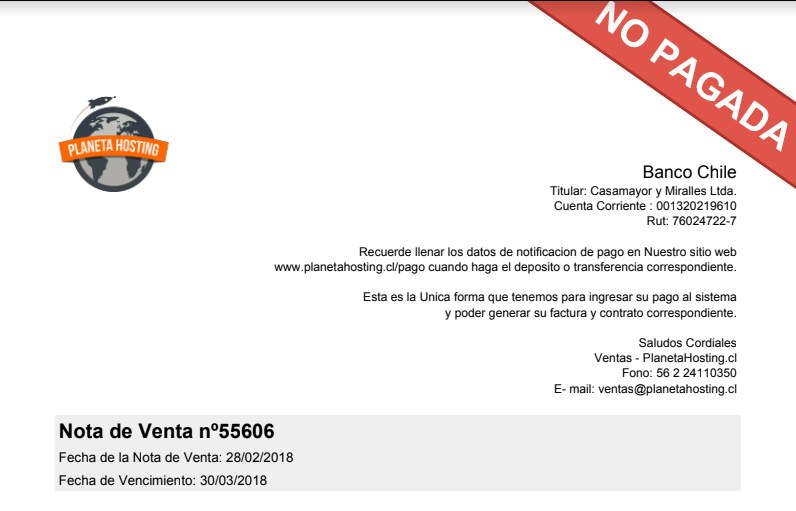 NO PAGADA
PLANETA HOSTING
Banco Chile
Titular: Casamayor y Miralles Ltda.
Cuenta Corriente : 001320219610
Rut: 76024722-7
Recuerde llenar los datos de notificacion de pago en Nuestro sitio web
www.planetahosting.cl/pago cuando haga el deposito o transferencia correspondiente.
Esta es la Unica forma que tenemos para ingresar su pago al sistema
y poder generar su factura y contrato correspondiente.
Saludos Cordiales
Ventas - PlanetaHosting.cl
Fono: 56 2 24110350
E- mail: ventas@planetahosting.cl
Nota de Venta nº55606
Fecha de la Nota de Venta: 28/02/2018
Fecha de Vencimiento: 30/03/2018